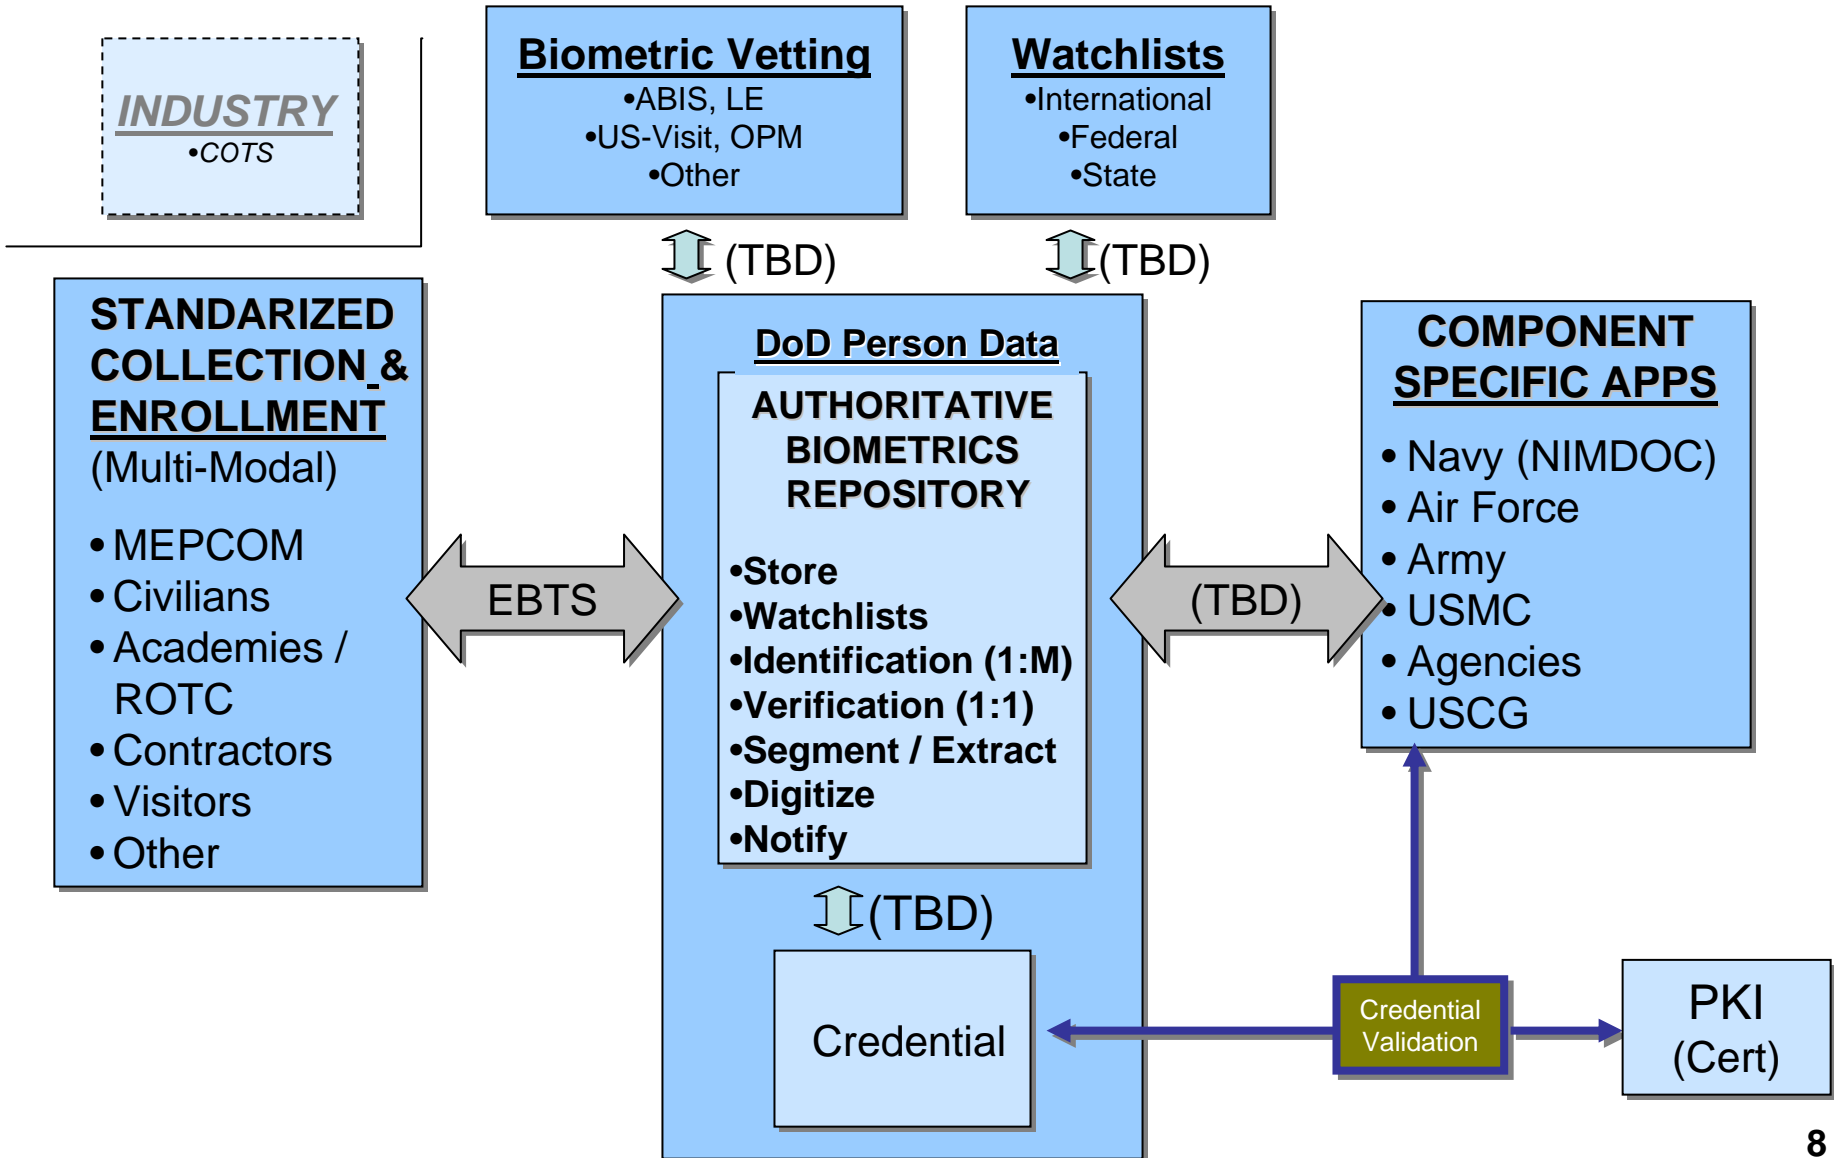 INDUSTRY
•COTS
Biometric Vetting
•ABIS, LE
•US-Visit, OPM
•Other
Watchlists
•International
•Federal
•State
(TBD)
(TBD)
STANDARIZED
COLLECTION &
ENROLLMENT
(Multi-Modal)
• MEPCOM
• Civilians
• Academies /
ROTC
• Contractors
• Visitors
• Other
EBTS
DoD Person Data
AUTHORITATIVE
BIOMETRICS
REPOSITORY
•Store
•Watchlists
•Identification (1:M)
•Verification (1:1)
•Segment / Extract
•Digitize
•Notify
(TBD)
Credential
(TBD)
COMPONENT
SPECIFIC APPS
• Navy (NIMDOC)
• Air Force
• Army
• USMC
• Agencies
• USCG
Credential
Validation
PKI
(Cert)
8